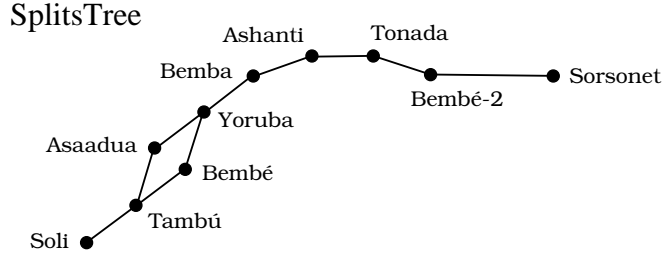 SplitsTree
Ashanti
Tonada
Bemba
Sorsonet
Bembé-2
Yoruba
Asaadua
Bembé
Tambú
Soli